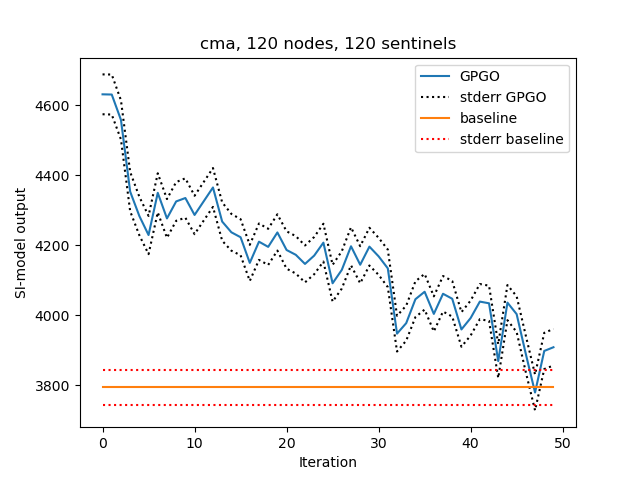 cma, 120 nodes, 120 sentinels
GPGO
stderr GPGO
baseline
stderr baseline
SI-model output
4600
4400
4200
4000
3800
0 10 20 30 40 50
Iteration